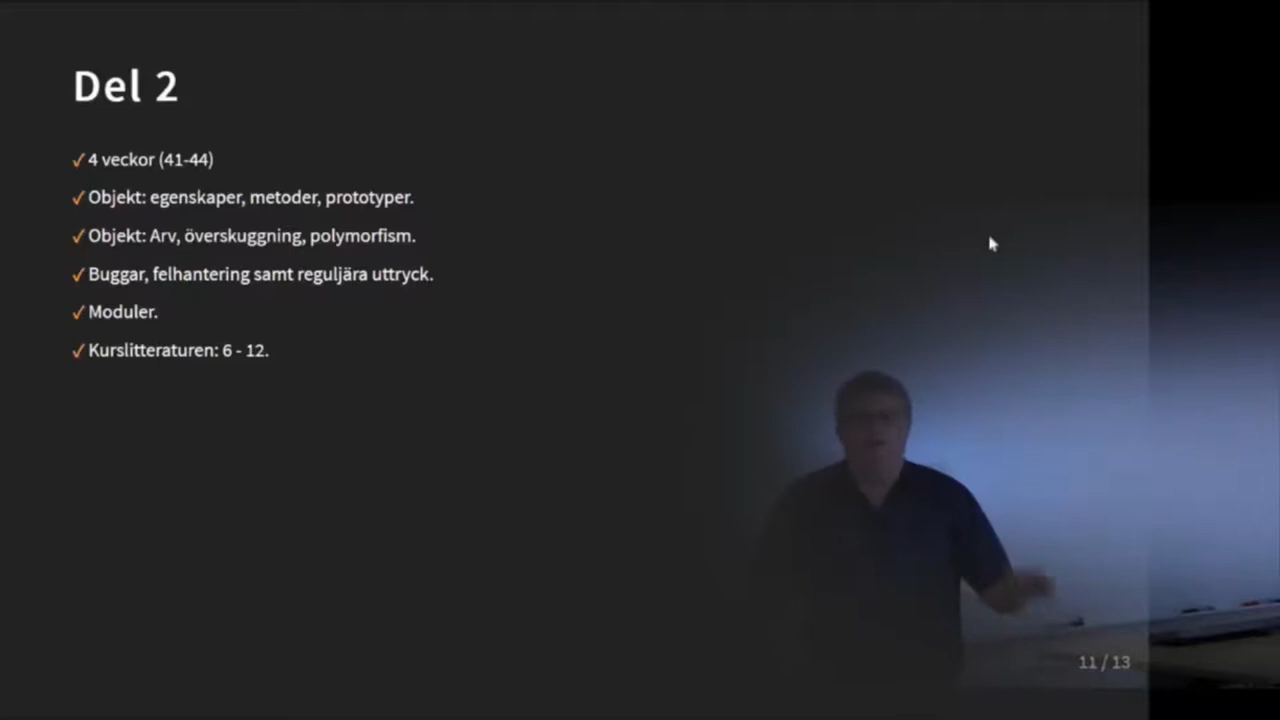 Del 2
✓ 4 veckor (41-44)
✓ Objekt: egenskaper, metoder, prototyper.
✓ Objekt: Arv, överskuggning, polymorfism.
✓ Buggar, felhantering samt reguljära uttryck.
✓ Moduler.
✓ Kurslitteraturen: 6 - 12.
11 / 13